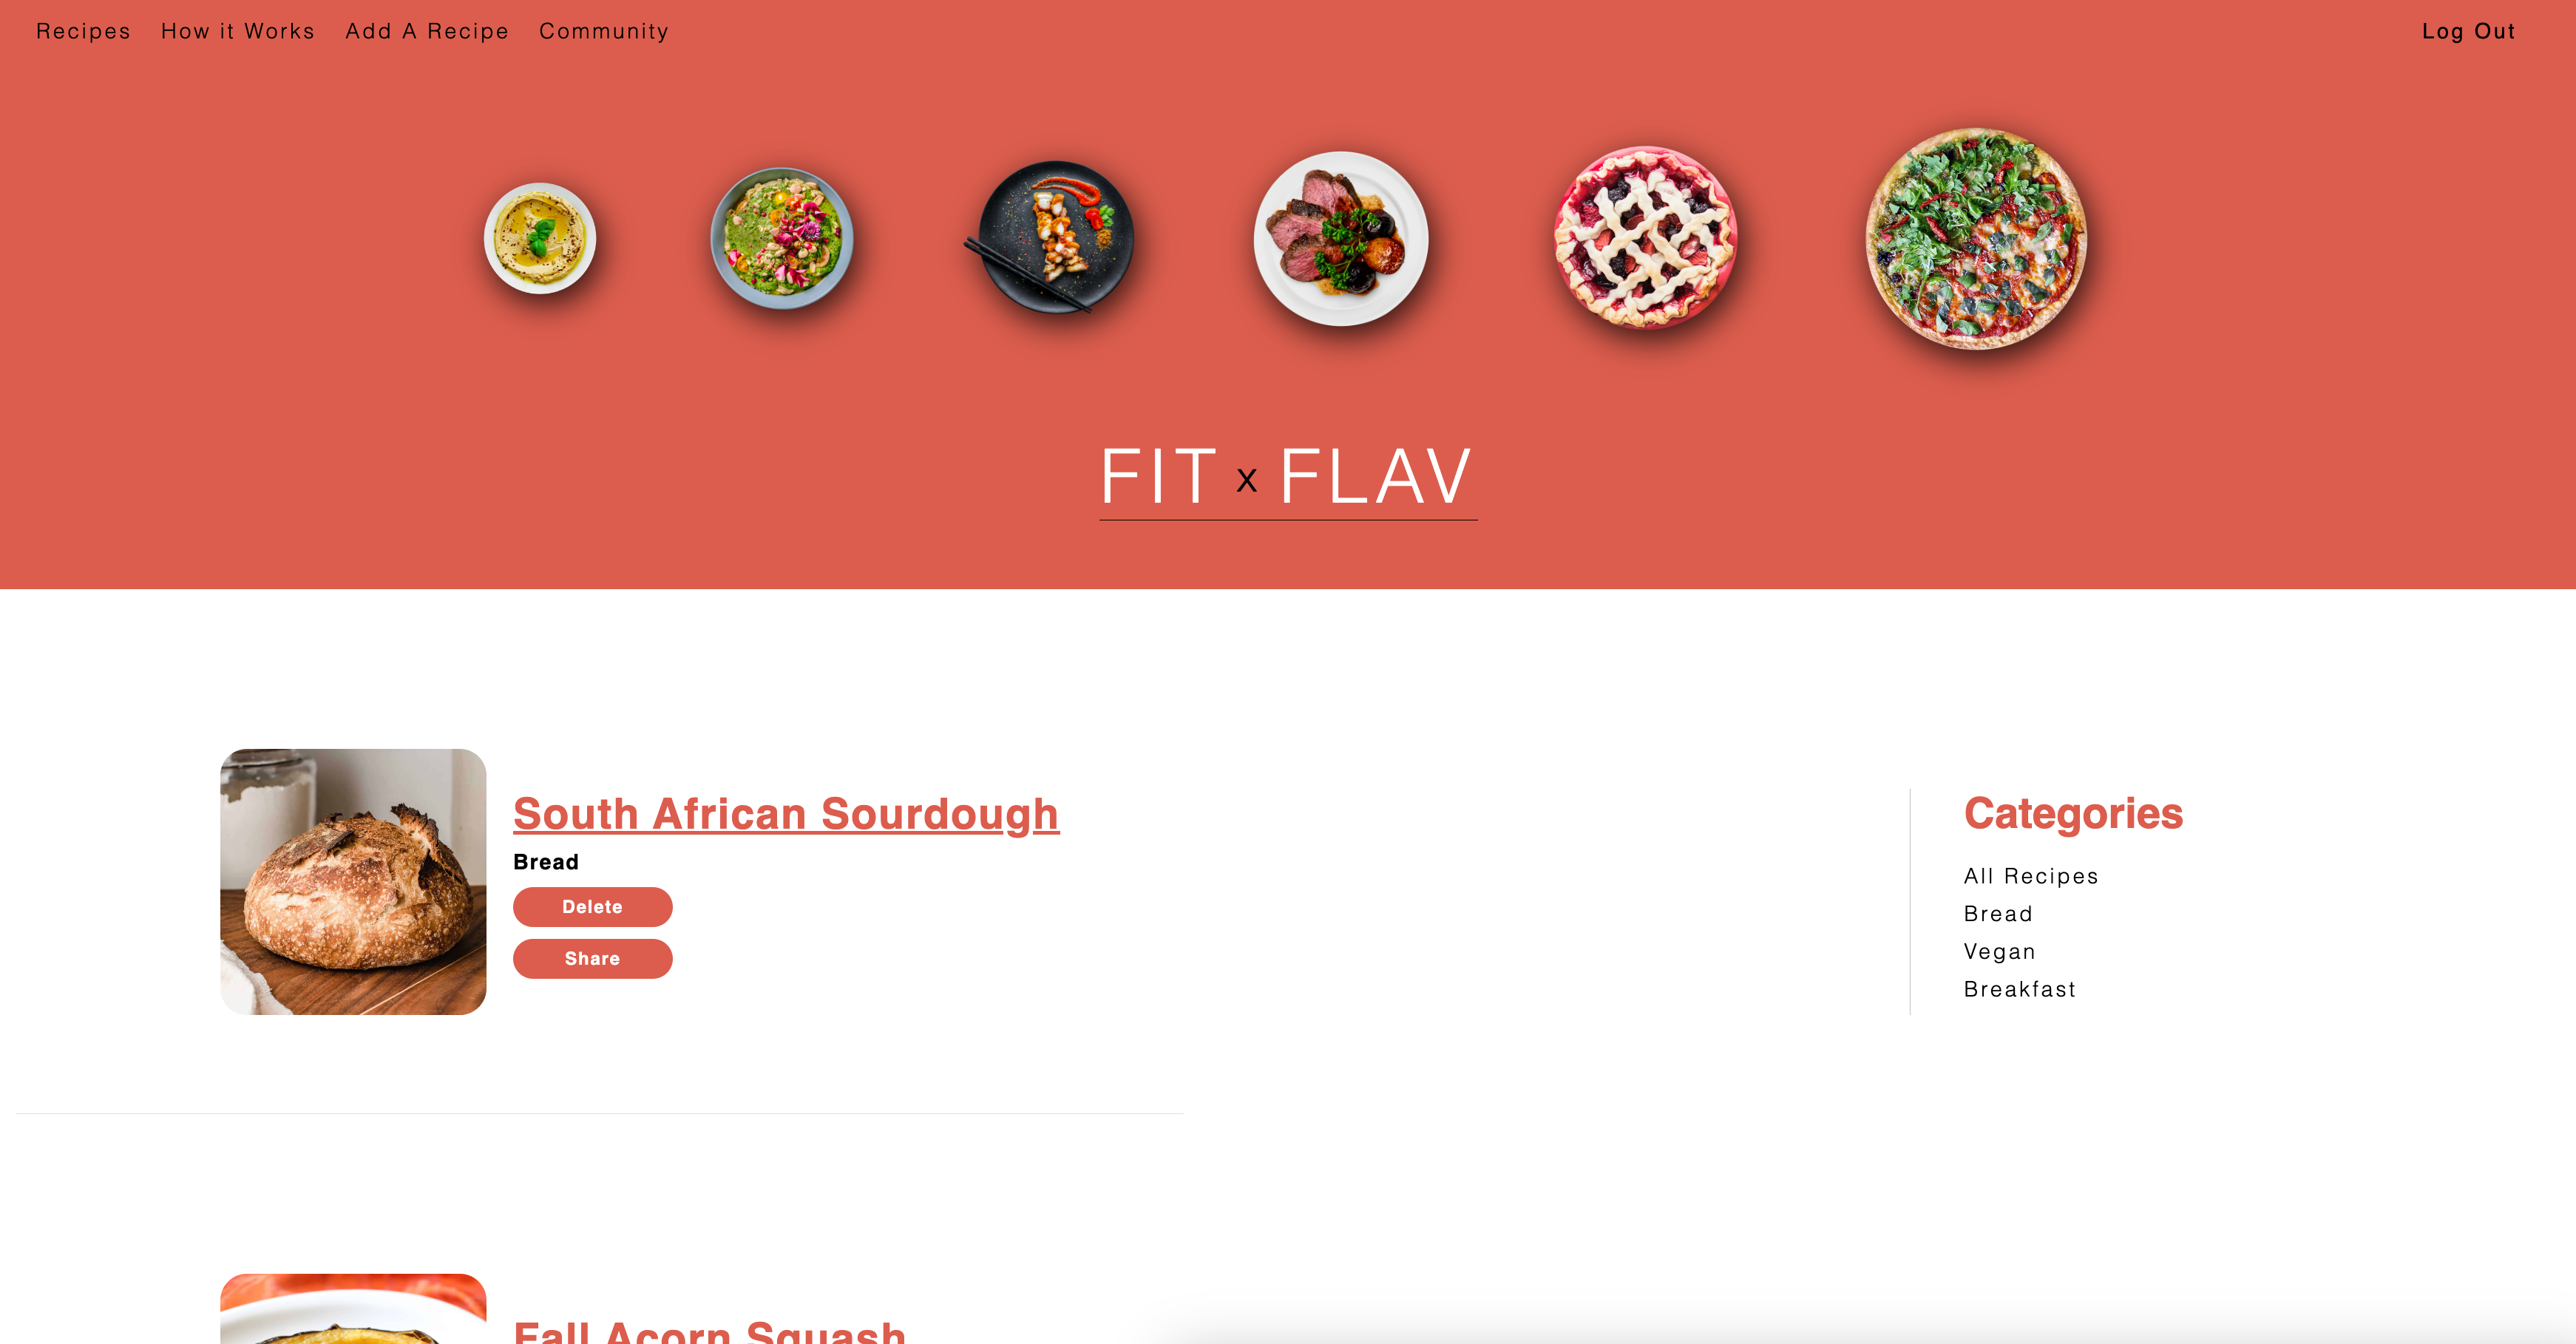 Recipes How it Works Add A Recipe Community Log Out
FIT x FLAV
South African Sourdough
Bread
Delete
Share
Categories
All Recipes
Bread
Vegan
Breakfast
Fall Acorn Squash